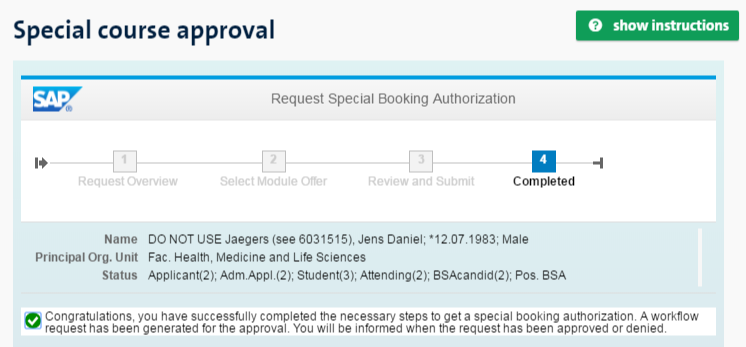 Special course approval
show instructions
SAP
Request Special Booking Authorization
1 2 3 4
Request Overview Select Module Offer Review and Submit Completed
Name DO NOT USE Jaegers (see 6031515), Jens Daniel; *12.07.1983; Male
Principal Org. Unit Fac. Health, Medicine and Life Sciences
Status Applicant(2); Adm.Appl.(2); Student(3); Attending(2); BSAcandid(2); Pos. BSA
Congratulations, you have successfully completed the necessary steps to get a special booking authorization. A workflow
request has been generated for the approval. You will be informed when the request has been approved or denied.